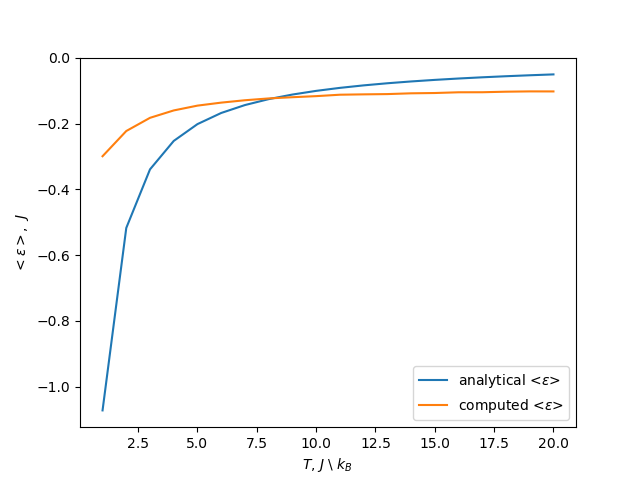 0.0
−0.2
−0.4
−0.6
−0.8
−1.0
< ε >, J
2.5 5.0 7.5 10.0 12.5 15.0 17.5 20.0
T, J \ k_B
analytical <ε>
computed <ε>